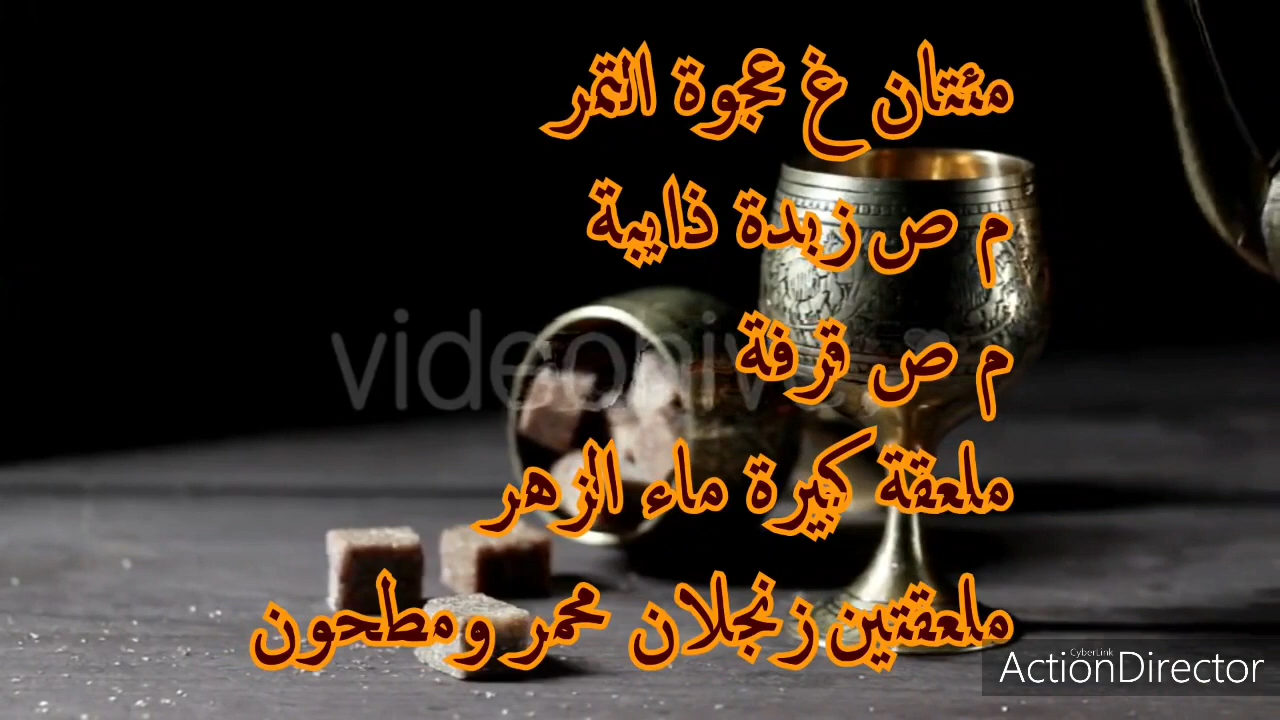 مئتان غ عجوة التمر
م ص زبدة ذايبة
م ص قرفة
ملعقة كبيرة ماء الزهر
ملعقتين زنجلان محمر ومطحون
videohive
CyberLink
ActionDirector